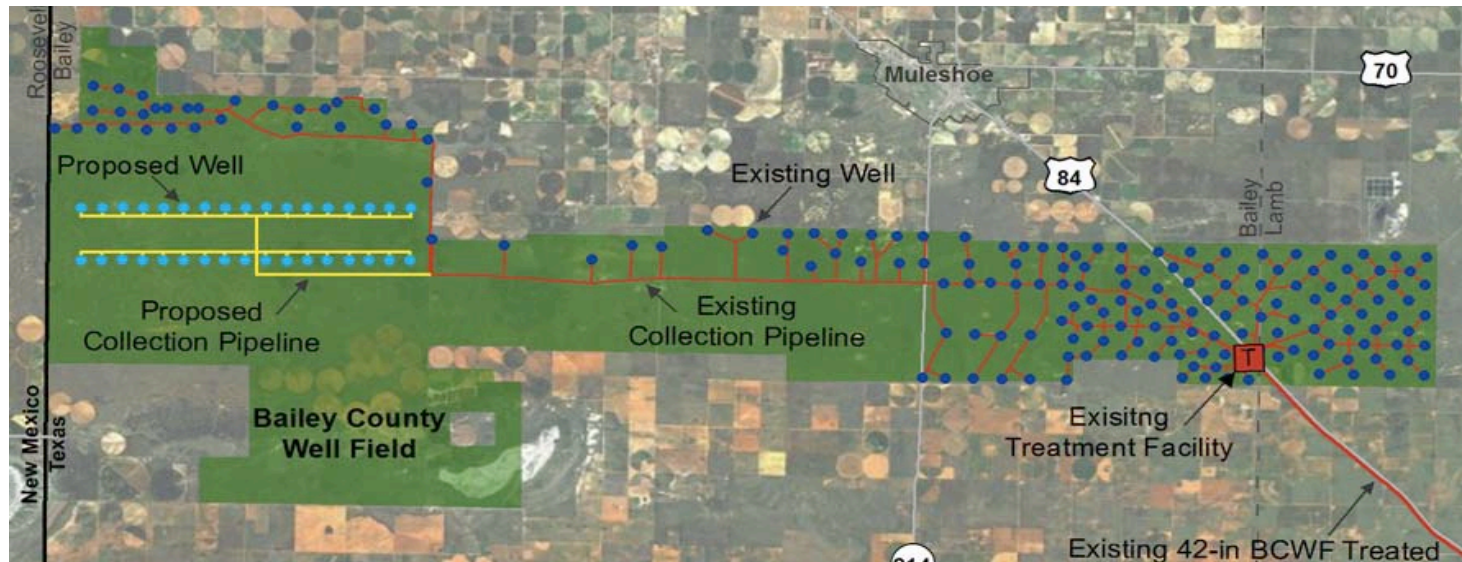 Roosevel
Bailey
Muleshoe
70
Proposed Well
Existing Well
84
Bailey
Lamb
Proposed
Collection Pipeline
Existing
Collection Pipeline
New Mexico
Texas
Bailey County
Well Field
Exisitng
Treatment Facility
T
Existing 42-in BCWF Treated